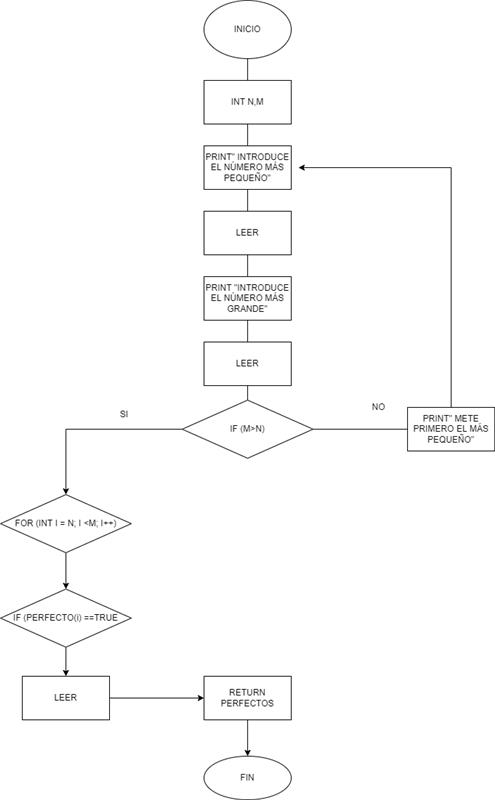 INICIO
INT N,M
PRINT" INTRODUCE
EL NÚMERO MÁS
PEQUEÑO"
LEER
PRINT "INTRODUCE
EL NÚMERO MÁS
GRANDE"
LEER
SI
IF (M>N)
NO
PRINT" METE
PRIMERO EL MÁS
PEQUEÑO"
FOR (INT I = N; I <M; I++)
IF (PERFECTO(i) ==TRUE
LEER
RETURN
PERFECTOS
FIN